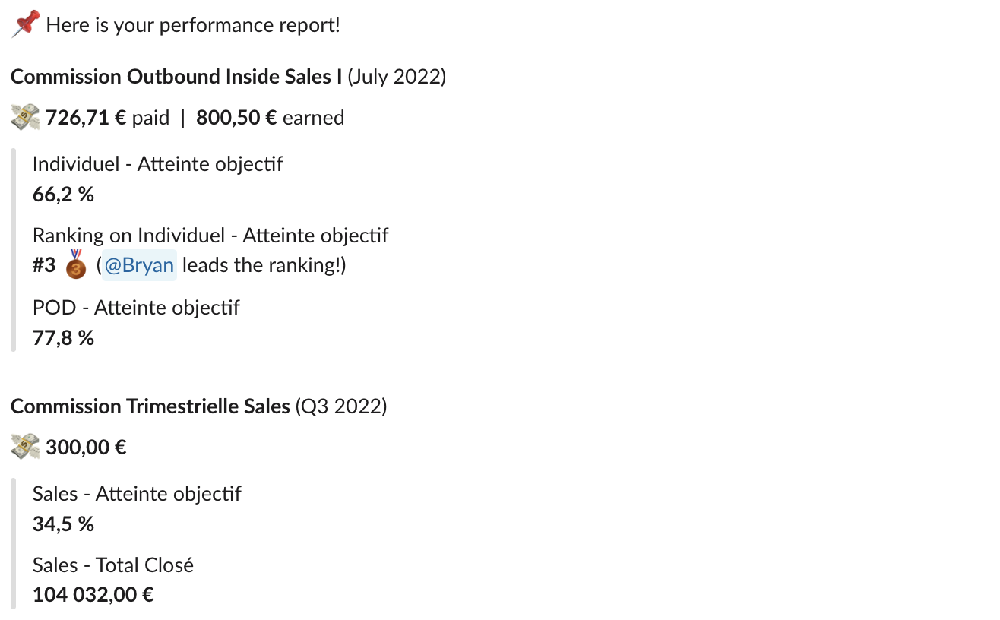 Here is your performance report!
Commission Outbound Inside Sales I (July 2022)
726,71 € paid | 800,50 € earned
Individuel - Atteinte objectif
66,2 %
Ranking on Individuel - Atteinte objectif
#3 (@Bryan leads the ranking!)
POD - Atteinte objectif
77,8 %
Commission Trimestrielle Sales (Q3 2022)
300,00 €
Sales - Atteinte objectif
34,5 %
Sales - Total Closé
104 032,00 €